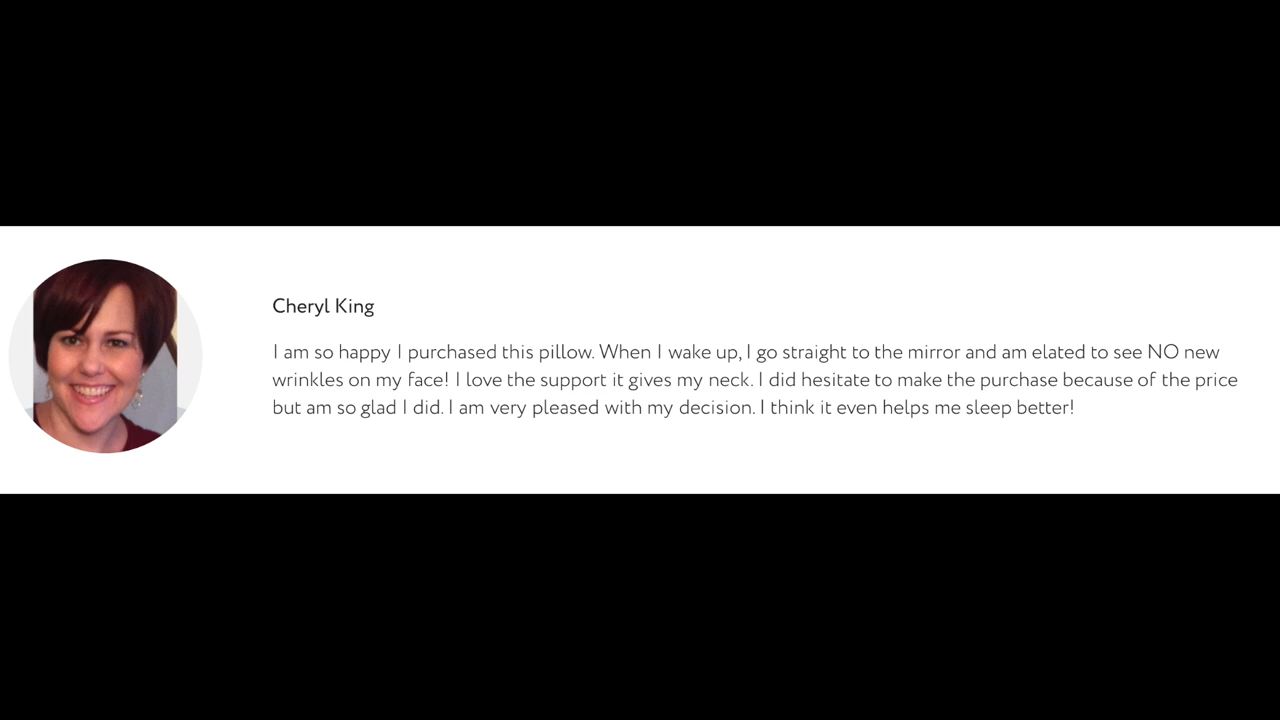 Cheryl King
I am so happy I purchased this pillow. When I wake up, I go straight to the mirror and am elated to see NO new
wrinkles on my face! I love the support it gives my neck. I did hesitate to make the purchase because of the price
but am so glad I did. I am very pleased with my decision. I think it even helps me sleep better!